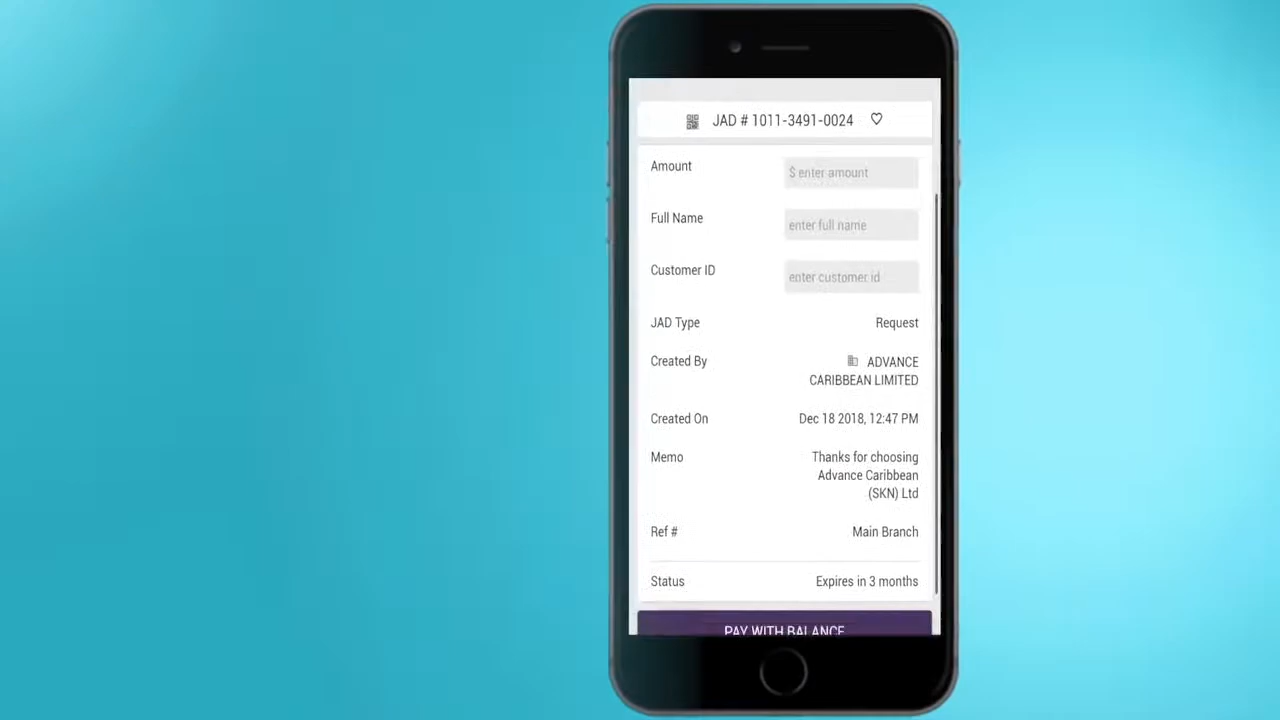 JAD # 1011-3491-0024
Amount
$ enter amount
Full Name
enter full name
Customer ID
enter customer id
JAD Type
Request
Created By
ADVANCE
CARIBBEAN LIMITED
Created On
Dec 18 2018, 12:47 PM
Memo
Thanks for choosing
Advance Caribbean
(SKN) Ltd
Ref #
Main Branch
Status
Expires in 3 months
PAY WITH BALANCE